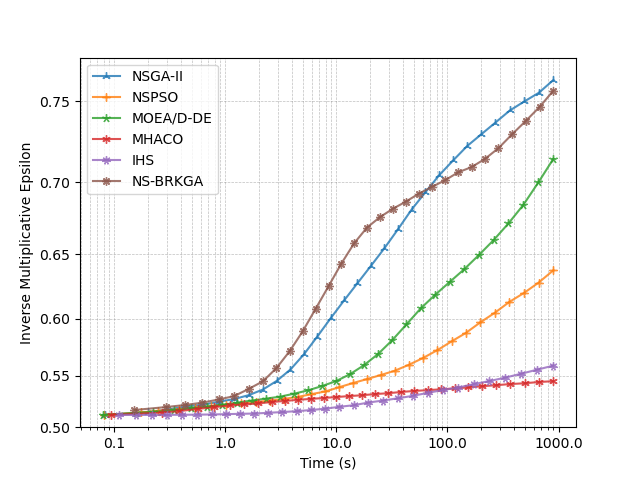 NSGA-II
NSPSO
MOEA/D-DE
MHACO
IHS
NS-BRKGA
Inverse Multiplicative Epsilon
0.75
0.70
0.65
0.60
0.55
0.50
0.1 1.0 10.0 100.0 1000.0
Time (s)